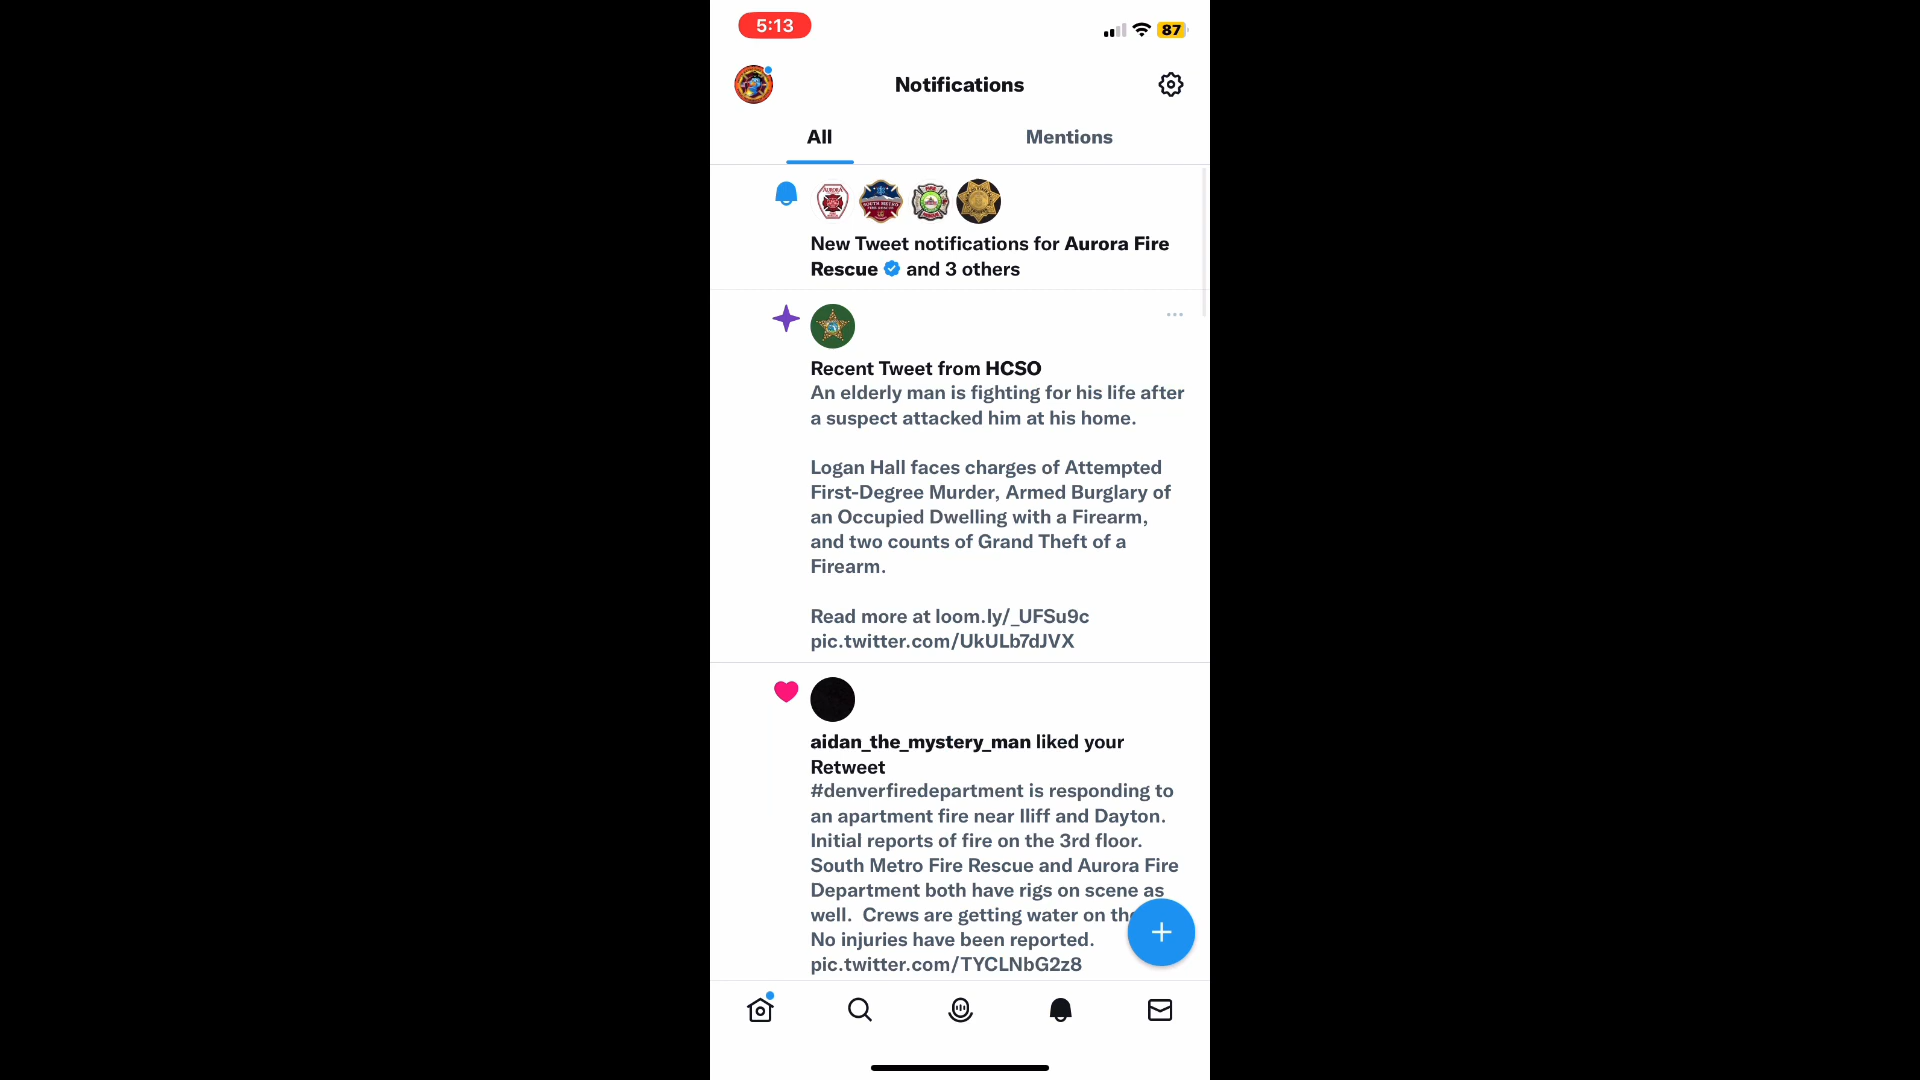 5:13
87
Notifications
All
Mentions
New Tweet notifications for Aurora Fire
Rescue and 3 others
Recent Tweet from HCSO
An elderly man is fighting for his life after
a suspect attacked him at his home.
Logan Hall faces charges of Attempted
First-Degree Murder, Armed Burglary of
an Occupied Dwelling with a Firearm,
and two counts of Grand Theft of a
Firearm.
Read more at loom.ly/_UFSu9c
pic.twitter.com/UkULb7dJVX
aidan_the_mystery_man liked your
Retweet
#denverfiredepartment is responding to
an apartment fire near Iliff and Dayton.
Initial reports of fire on the 3rd floor.
South Metro Fire Rescue and Aurora Fire
Department both have rigs on scene as
well. Crews are getting water on
No injuries have been reported.
pic.twitter.com/TYCLNbG2z8